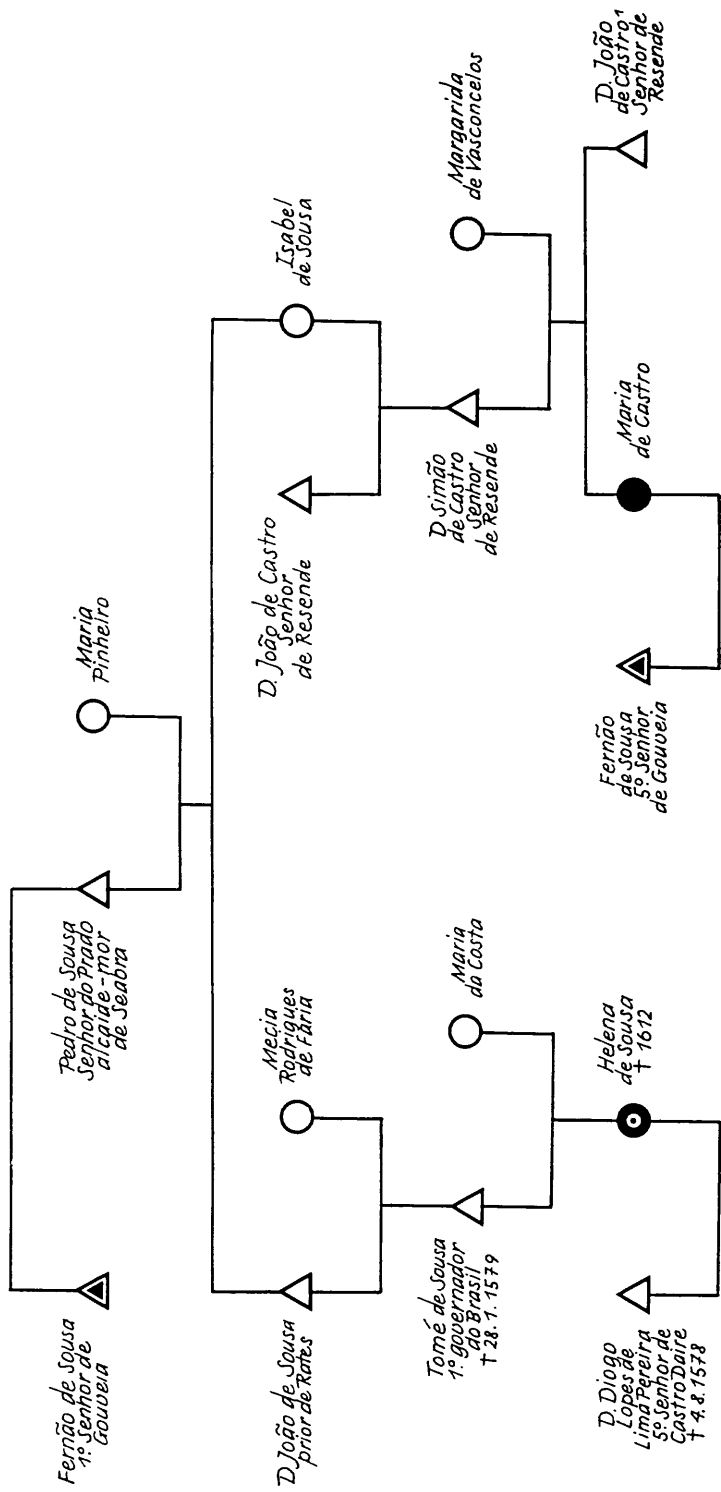 Fernão de Sousa
1º Senhor de
Gouveia
Pedro de Sousa
Senhor do Prado
alcaide-mor
de Seabra
Maria
Pinheiro
D João de Sousa
prior de Rates
Mecia
Rodrigues
de Faria
D. João de Castro
Senhor
de Resende
Isabel
de Sousa
Tomé de Sousa
1º governador
do Brasil
† 28.1.1579
Maria
da Costa
D Simão
de Castro
Senhor
de Resende
Margarida
de Vasconcelos
D. Diogo
Lopes de
Lima Pereira
5º Senhor de
Castro Daire
† 4.8.1578
Helena
de Sousa
† 1612
Fernão
de Sousa
5º Senhor
de Gouveia
Maria
de Castro
D. João
de Castro¹
Senhor de
Resende